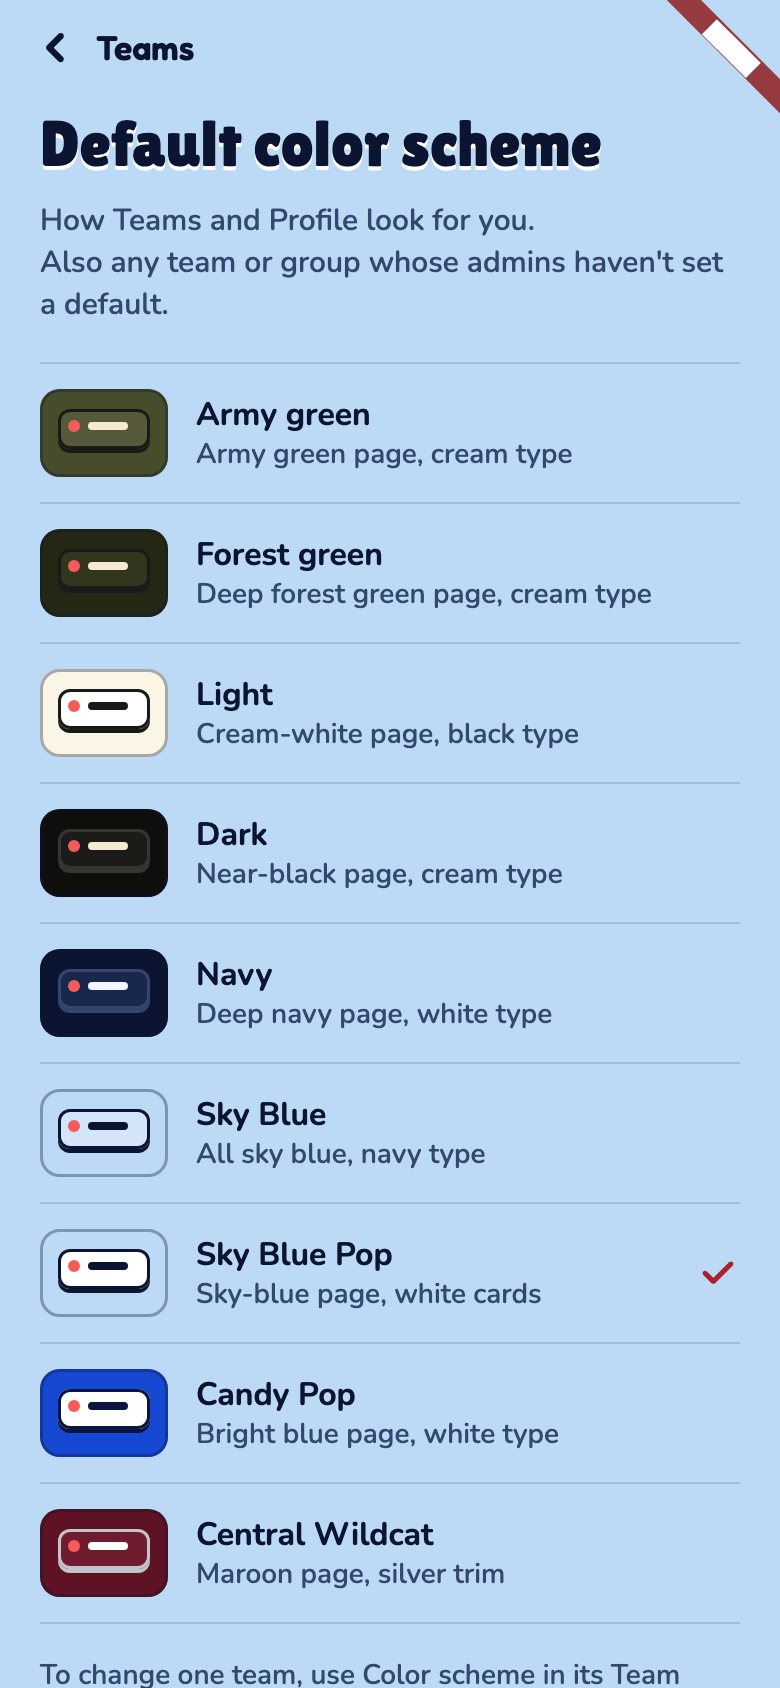 Teams
Default color scheme
How Teams and Profile look for you.
Also any team or group whose admins haven't set
a default.
Army green
Army green page, cream type
Forest green
Deep forest green page, cream type
Light
Cream-white page, black type
Dark
Near-black page, cream type
Navy
Deep navy page, white type
Sky Blue
All sky blue, navy type
Sky Blue Pop
Sky-blue page, white cards
Candy Pop
Bright blue page, white type
Central Wildcat
Maroon page, silver trim
To change one team, use Color scheme in its Team